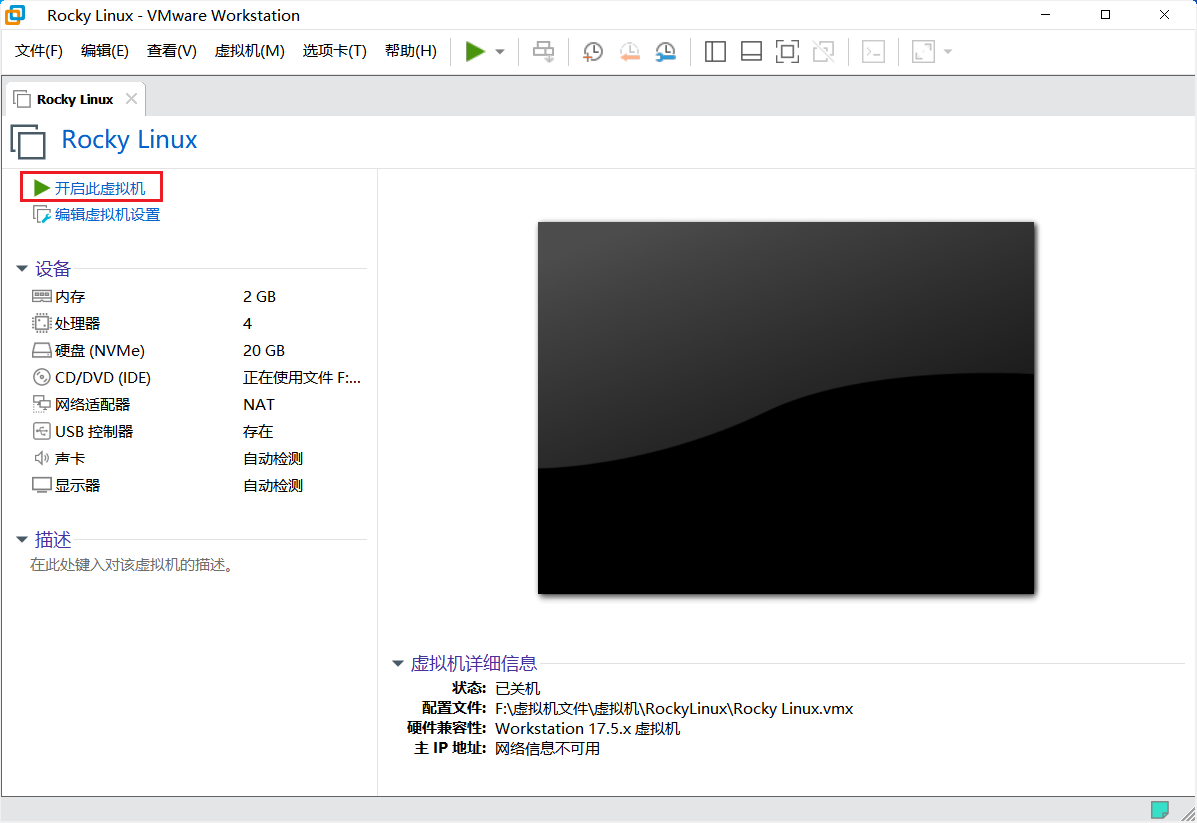 Rocky Linux - VMware Workstation
文件(F) 编辑(E) 查看(V) 虚拟机(M) 选项卡(T) 帮助(H)
Rocky Linux
Rocky Linux
开启此虚拟机
编辑虚拟机设置
设备
内存 2 GB
处理器 4
硬盘 (NVMe) 20 GB
CD/DVD (IDE) 正在使用文件 F:...
网络适配器 NAT
USB 控制器 存在
声卡 自动检测
显示器 自动检测
描述
在此处键入对该虚拟机的描述。
虚拟机详细信息
状态: 已关机
配置文件: F:\虚拟机文件\虚拟机\RockyLinux\Rocky Linux.vmx
硬件兼容性: Workstation 17.5.x 虚拟机
主 IP 地址: 网络信息不可用